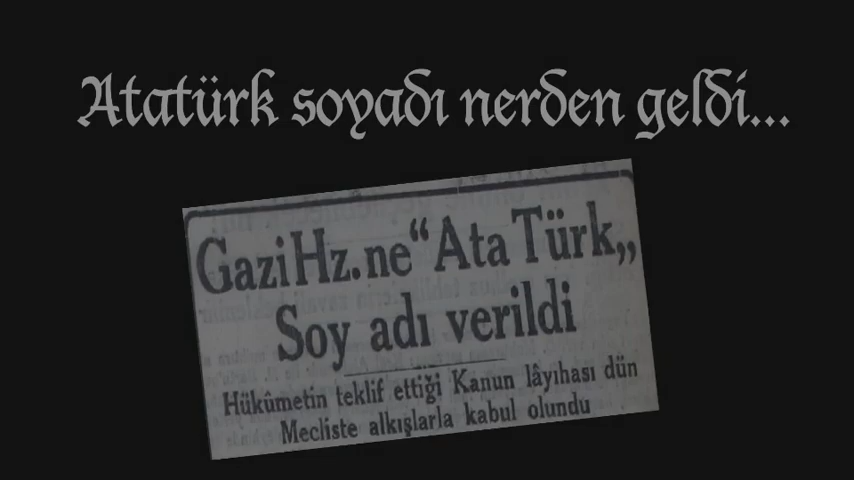 Atatürk soyadı nerden geldi...
Gazi Hz.ne “Ata Türk„
Soy adı verildi
Hükûmetin teklif ettiği Kanun lâyıhası dün
Mecliste alkışlarla kabul olundu